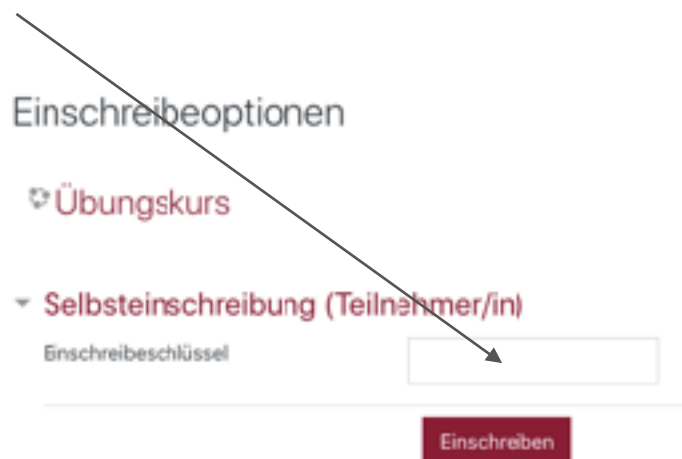 Einschreibeoptionen
Übungskurs
Selbsteinschreibung (Teilnehmer/in)
Einschreibeschlüssel
Einschreiben